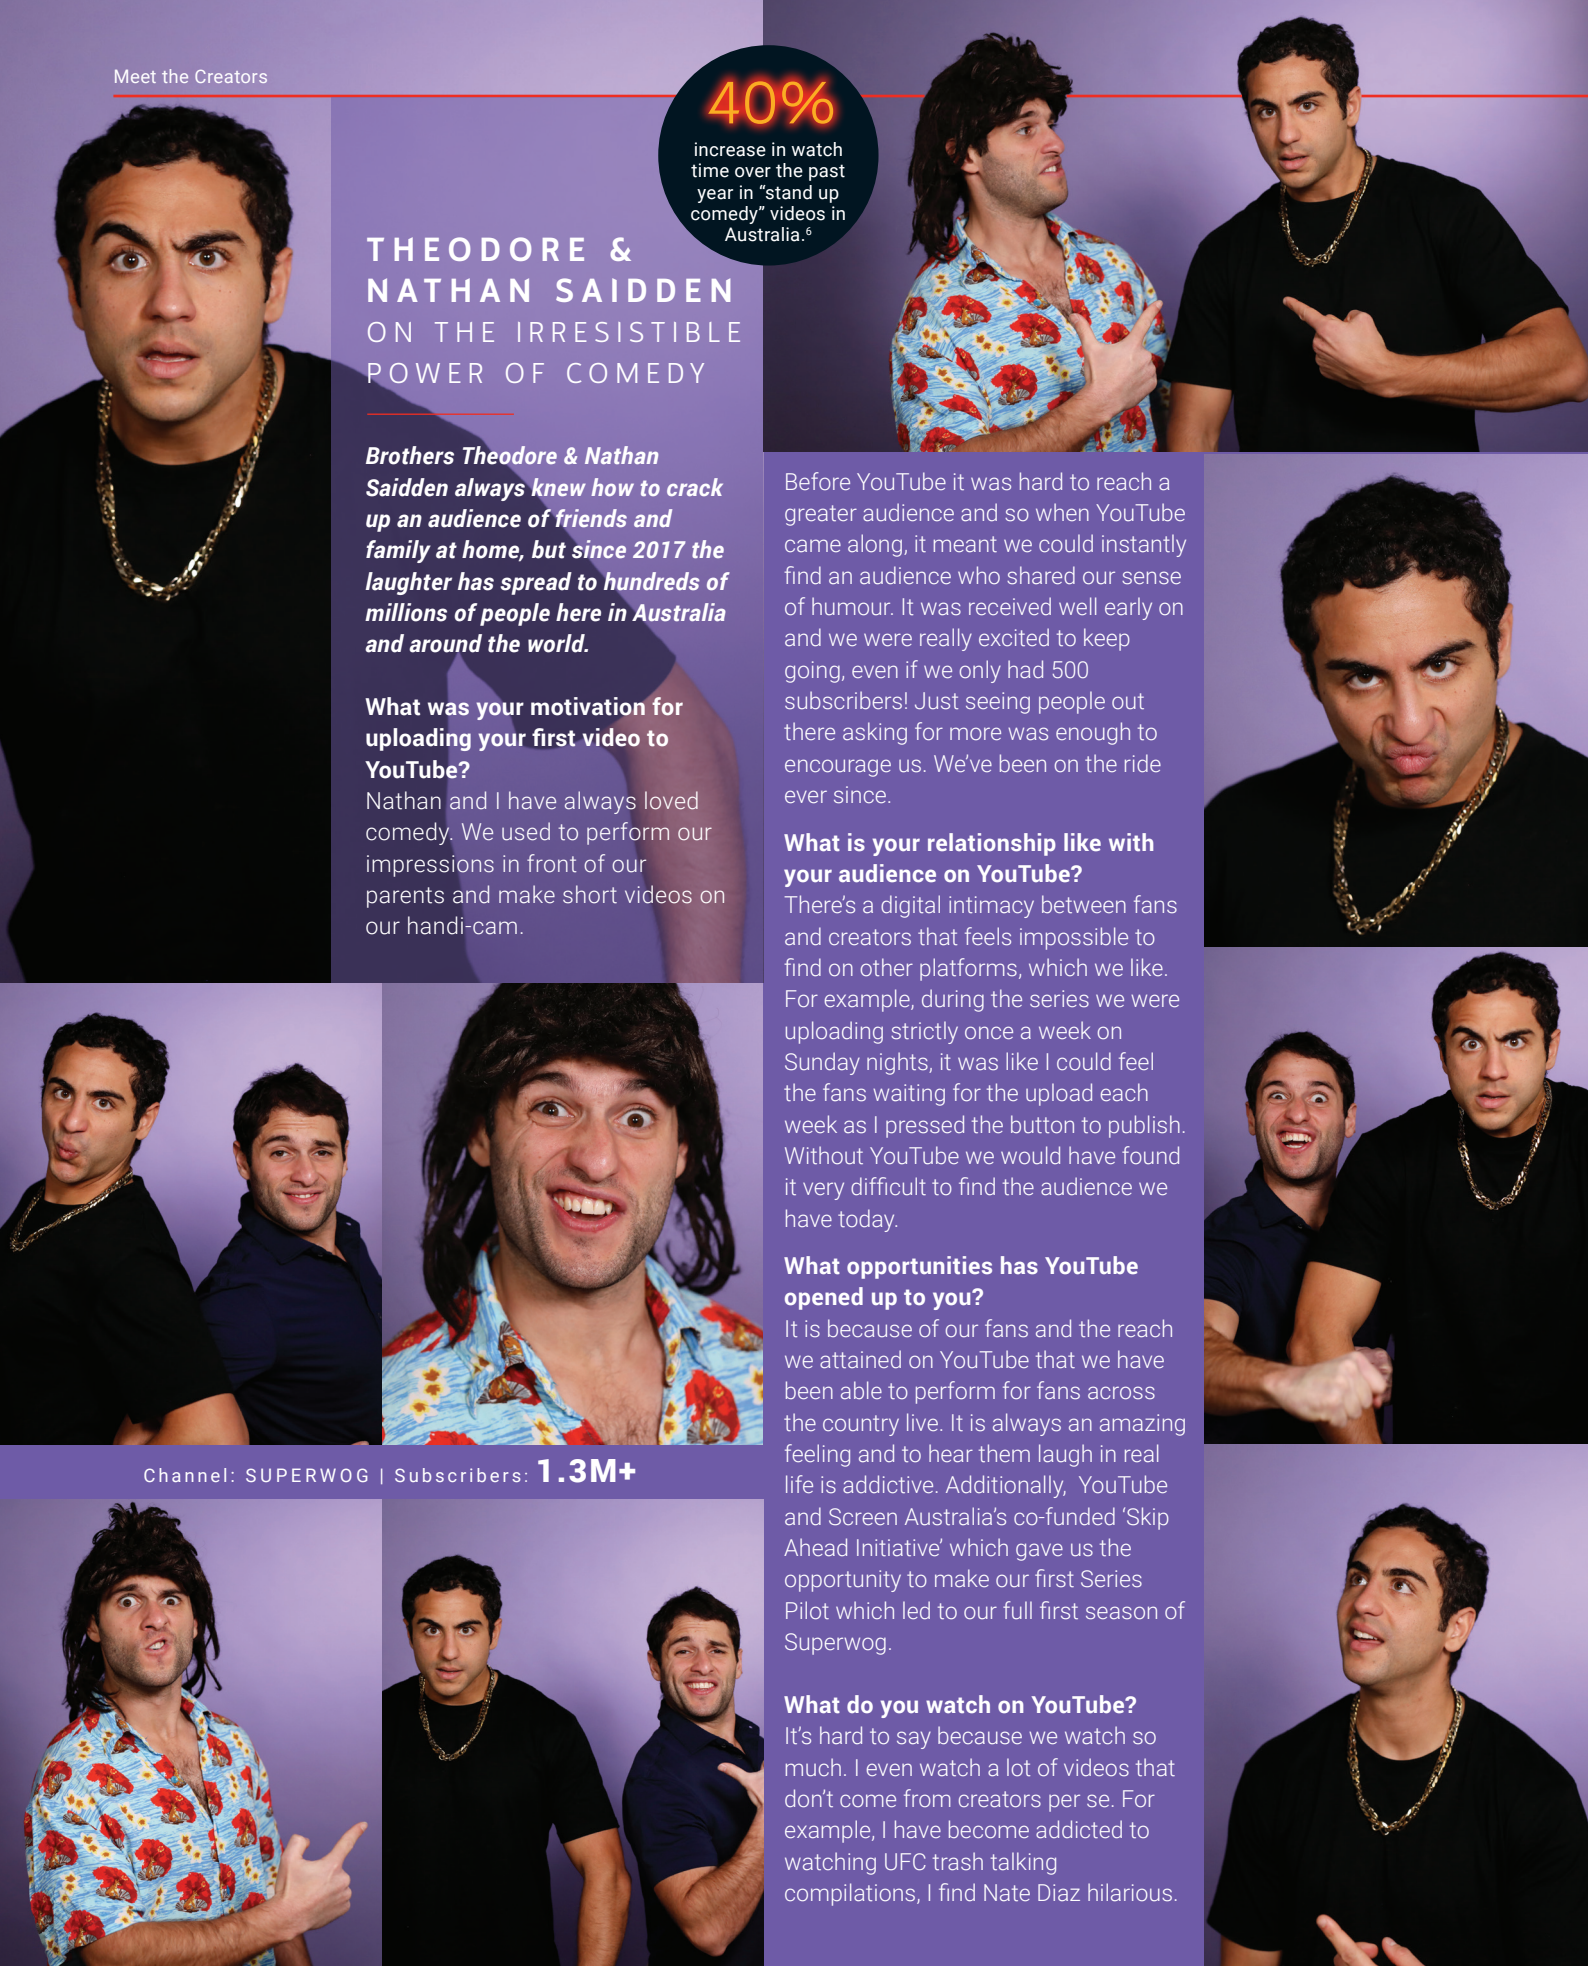 Meet the Creators
40%
increase in watch
time over the past
year in “stand up
comedy” videos in
Australia.⁶
THEODORE &
NATHAN SAIDDEN
ON THE IRRESISTIBLE
POWER OF COMEDY
Brothers Theodore & Nathan
Saidden always knew how to crack
up an audience of friends and
family at home, but since 2017 the
laughter has spread to hundreds of
millions of people here in Australia
and around the world.
What was your motivation for
uploading your first video to
YouTube?
Nathan and I have always loved
comedy. We used to perform our
impressions in front of our
parents and make short videos on
our handi-cam.
Before YouTube it was hard to reach a
greater audience and so when YouTube
came along, it meant we could instantly
find an audience who shared our sense
of humour. It was received well early on
and we were really excited to keep
going, even if we only had 500
subscribers! Just seeing people out
there asking for more was enough to
encourage us. We’ve been on the ride
ever since.
What is your relationship like with
your audience on YouTube?
There’s a digital intimacy between fans
and creators that feels impossible to
find on other platforms, which we like.
For example, during the series we were
uploading strictly once a week on
Sunday nights, it was like I could feel
the fans waiting for the upload each
week as I pressed the button to publish.
Without YouTube we would have found
it very difficult to find the audience we
have today.
What opportunities has YouTube
opened up to you?
It is because of our fans and the reach
we attained on YouTube that we have
been able to perform for fans across
the country live. It is always an amazing
feeling and to hear them laugh in real
life is addictive. Additionally,  YouTube
and Screen Australia’s co-funded ‘Skip
Ahead Initiative’ which gave us the
opportunity to make our first Series
Pilot which led to our full first season of
Superwog.
What do you watch on YouTube?
It’s hard to say because we watch so
much. I even watch a lot of videos that
don’t come from creators per se. For
example, I have become addicted to
watching UFC trash talking
compilations, I find Nate Diaz hilarious.
Channel: SUPERWOG | Subscribers: 1.3M+